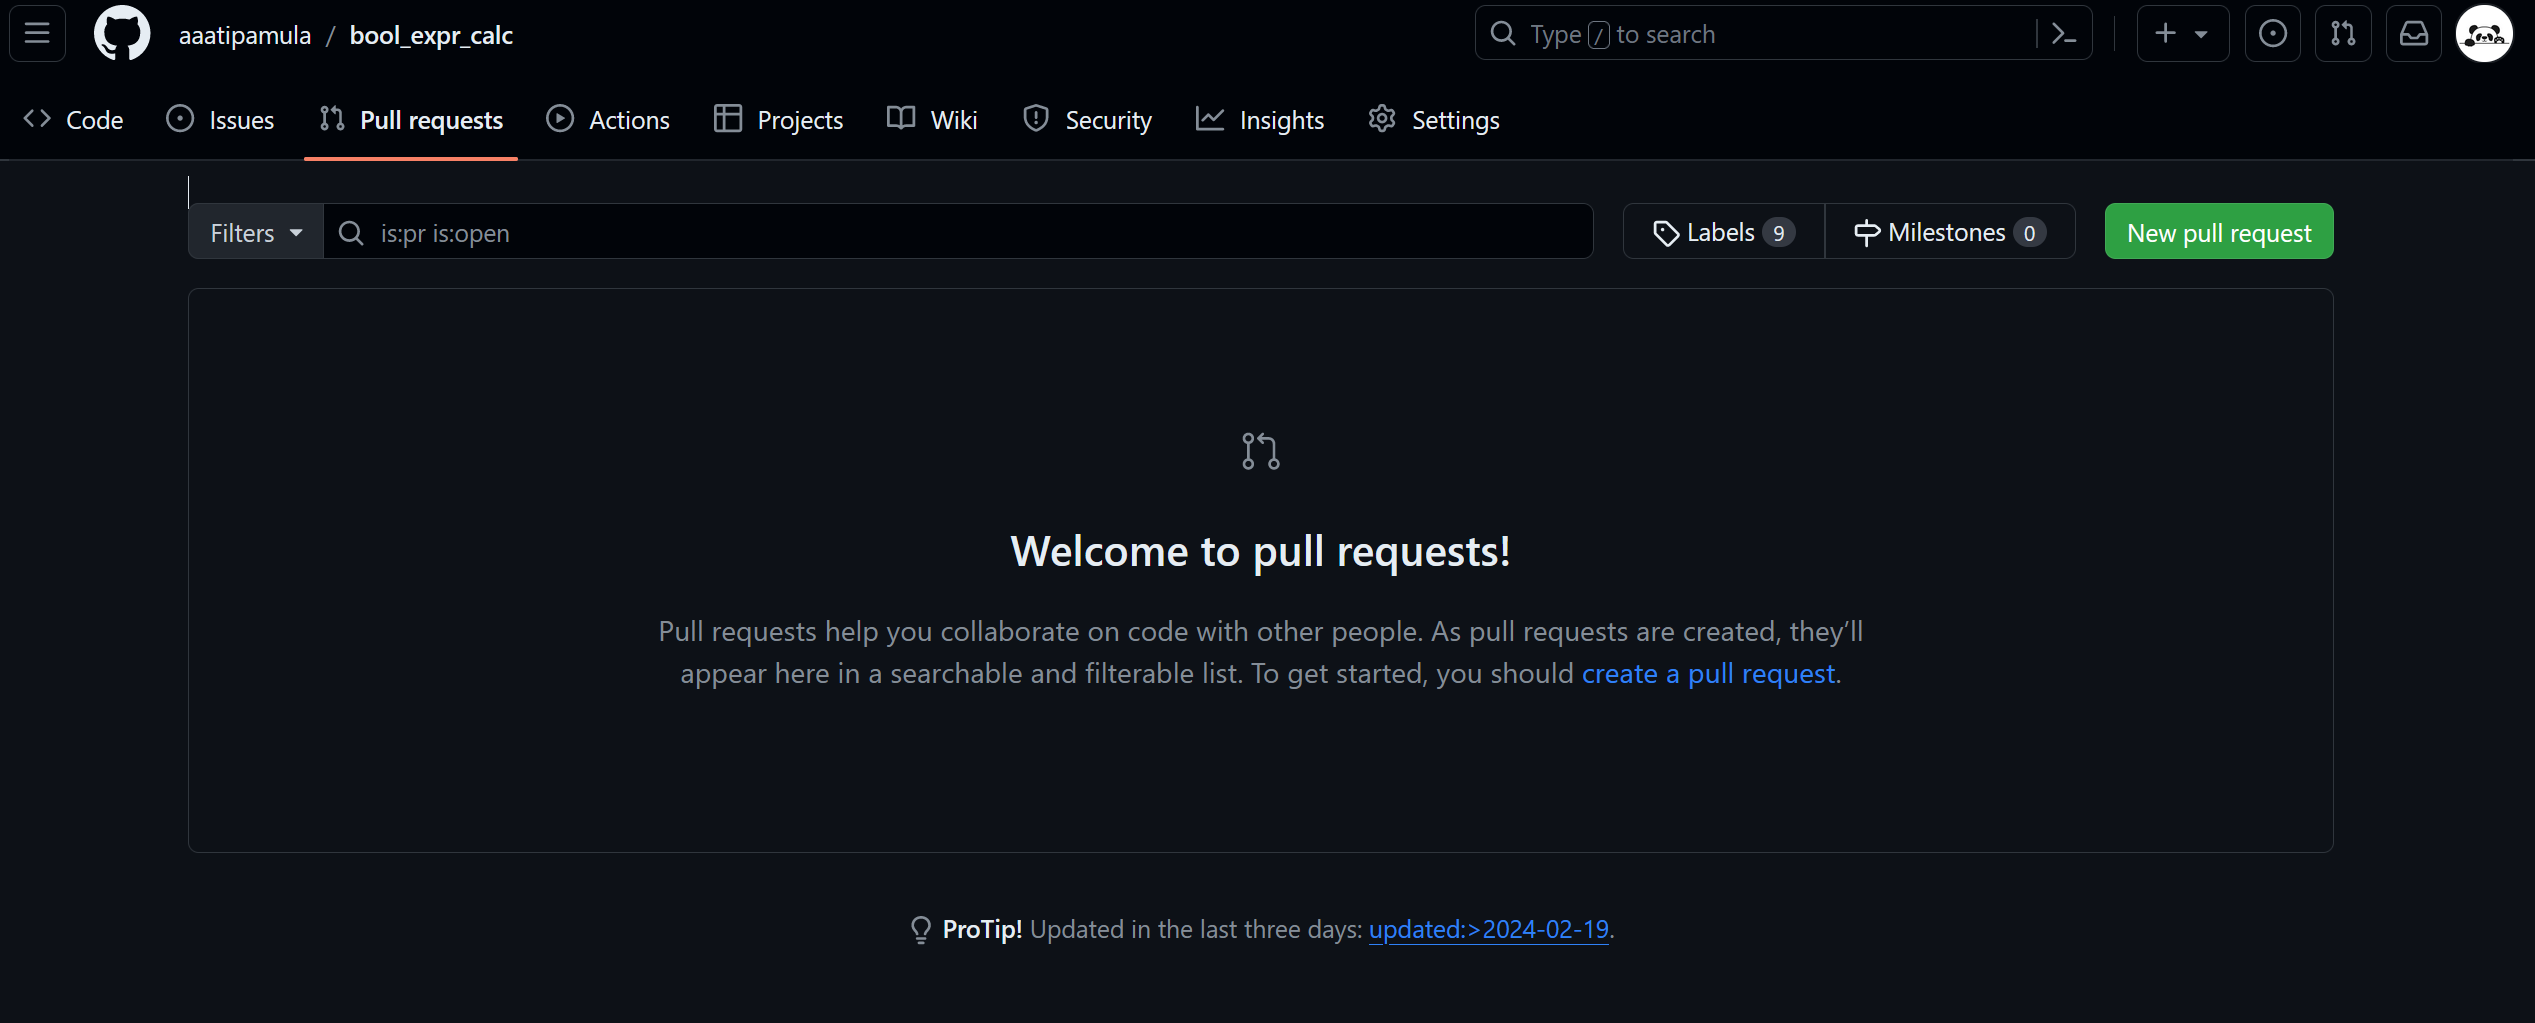 aaatipamula / bool_expr_calc
Type / to search
Code Issues Pull requests Actions Projects Wiki Security Insights Settings
Filters is:pr is:open Labels 9 Milestones 0 New pull request
Welcome to pull requests!
Pull requests help you collaborate on code with other people. As pull requests are created, they’ll
appear here in a searchable and filterable list. To get started, you should create a pull request.
ProTip! Updated in the last three days: updated:>2024-02-19.